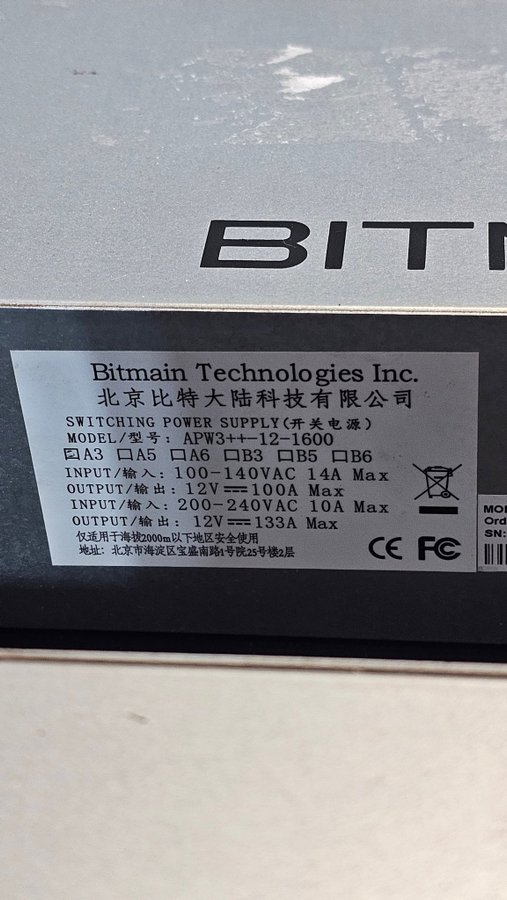 BIT
Bitmain Technologies Inc.
北京比特大陆科技有限公司
SWITCHING POWER SUPPLY(开关电源)
MODEL/型号: APW3++-12-1600
☑A3 ☐A5 ☐A6 ☐B3 ☐B5 ☐B6
INPUT/输入: 100-140VAC 14A Max
OUTPUT/输出: 12V⎓100A Max
INPUT/输入: 200-240VAC 10A Max
OUTPUT/输出: 12V⎓133A Max
仅适用于海拔2000m以下地区安全使用
地址: 北京市海淀区宝盛南路1号院25号楼2层
CE FC
Ord
SN: